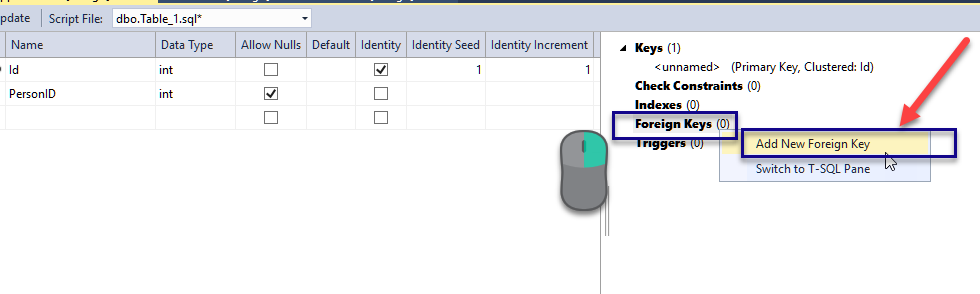 pdate Script File: dbo.Table_1.sql*
Name Data Type Allow Nulls Default Identity Identity Seed Identity Increment
Id int 1 1
PersonID int
Keys (1)
<unnamed> (Primary Key, Clustered: Id)
Check Constraints (0)
Indexes (0)
Foreign Keys (0)
Add New Foreign Key
Triggers (0)
Switch to T-SQL Pane